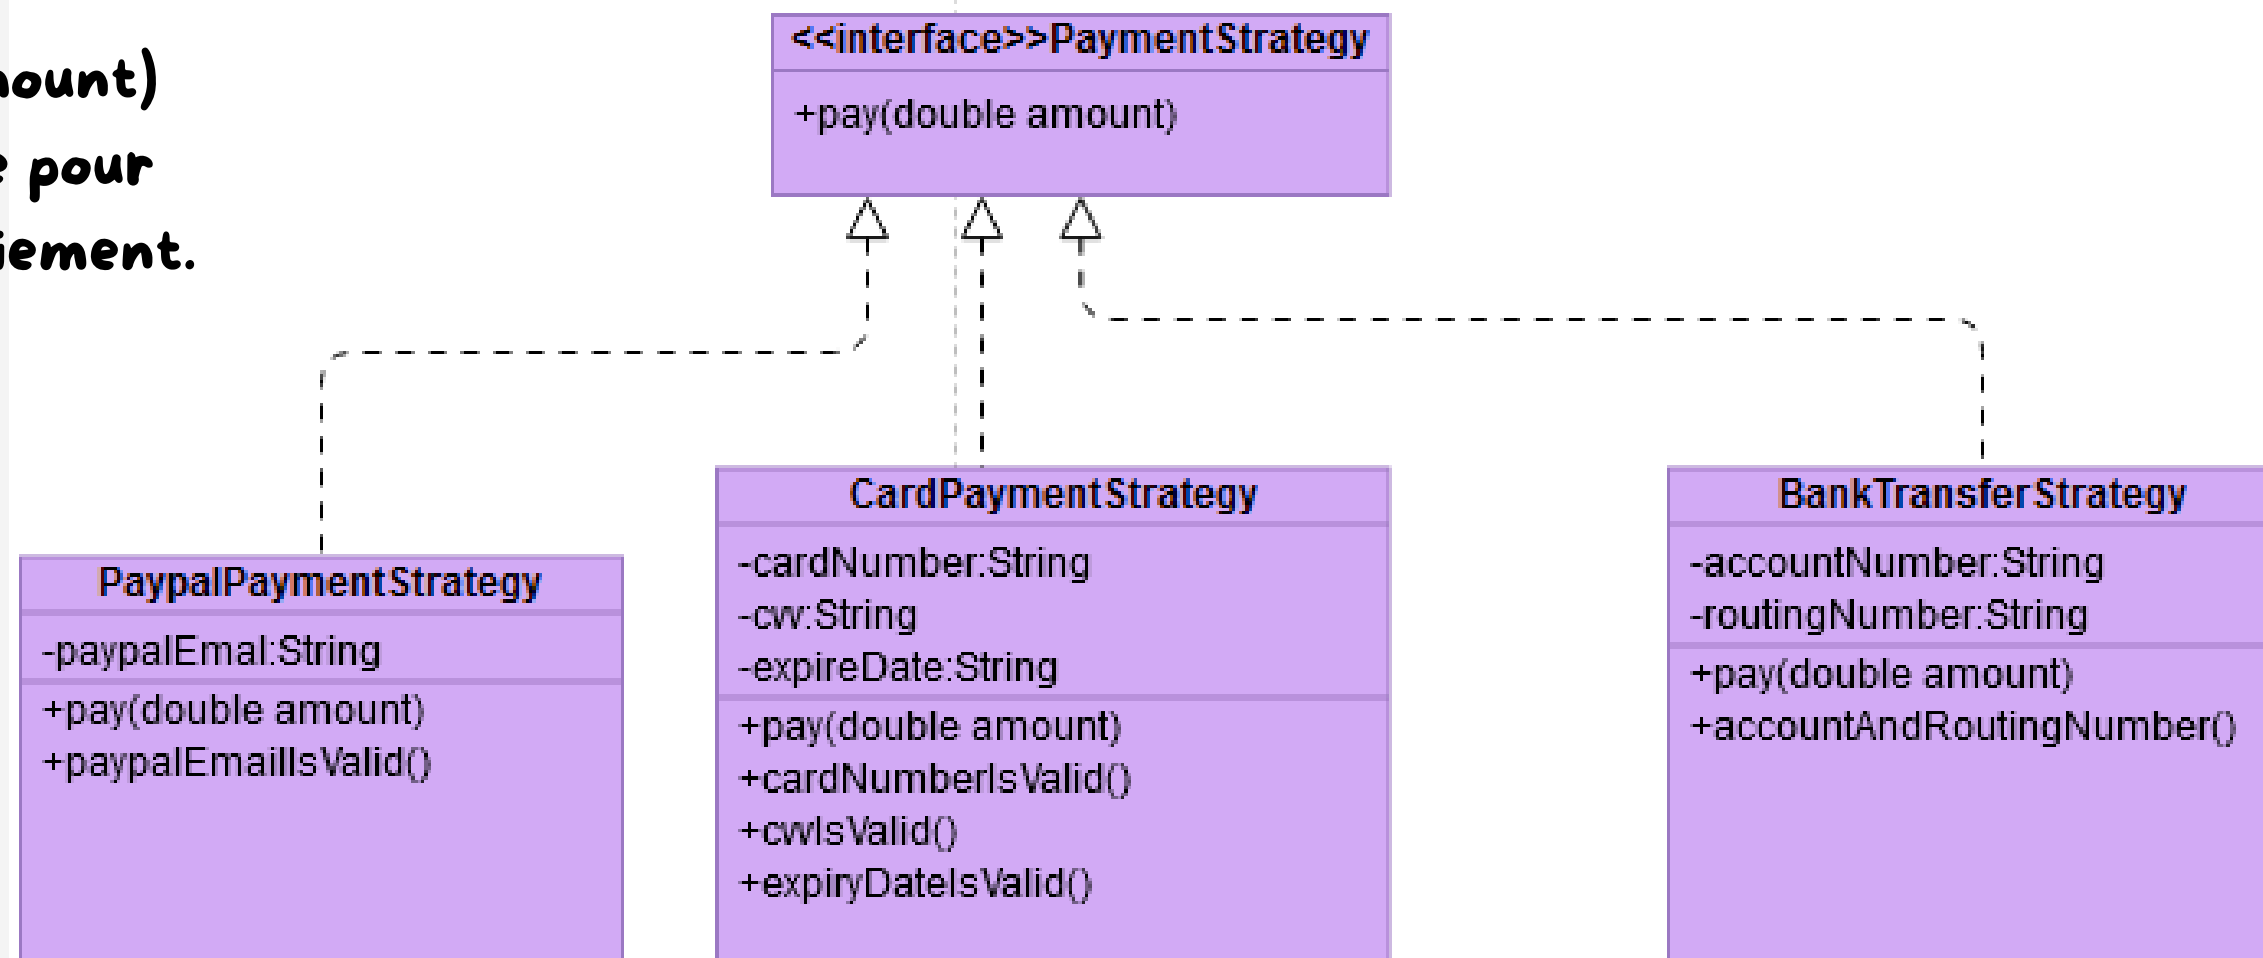 mount)
e pour
iement.
<<interface>>PaymentStrategy
+pay(double amount)
PaypalPaymentStrategy
-paypalEmal:String
+pay(double amount)
+paypalEmailIsValid()
CardPaymentStrategy
-cardNumber:String
-cvv:String
-expireDate:String
+pay(double amount)
+cardNumberIsValid()
+cvvIsValid()
+expiryDateIsValid()
BankTransferStrategy
-accountNumber:String
-routingNumber:String
+pay(double amount)
+accountAndRoutingNumber()